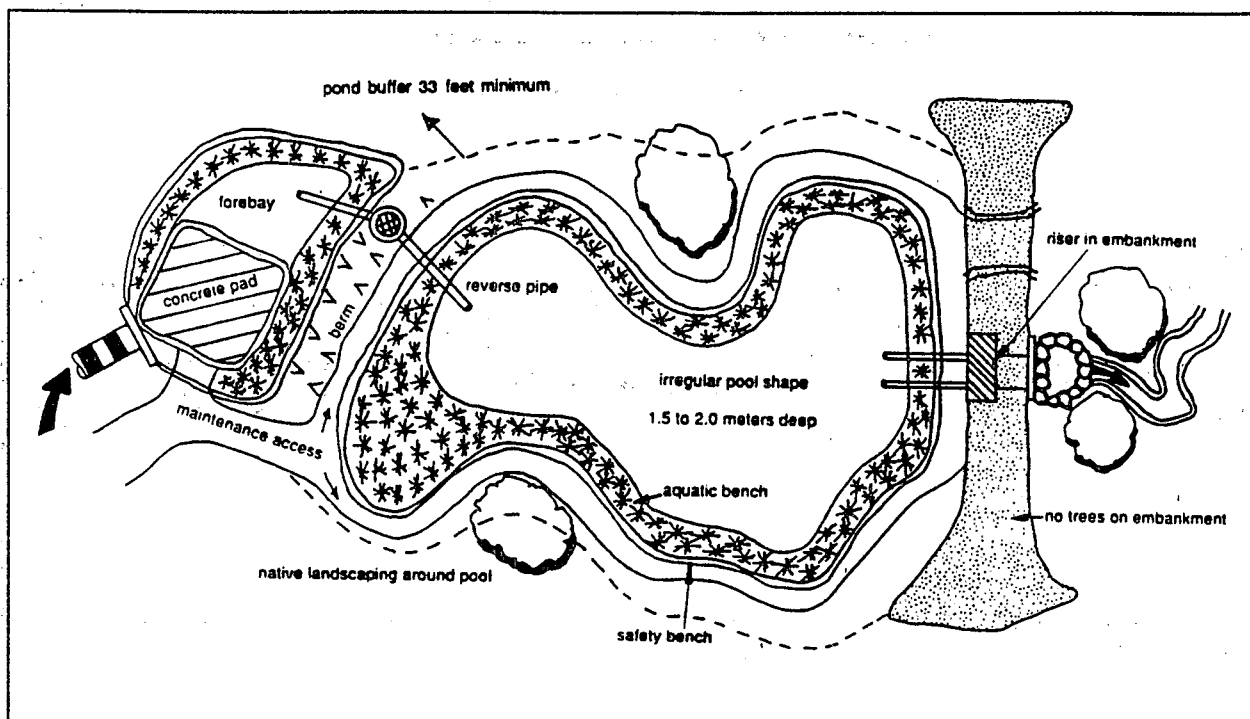 pond buffer 33 feet minimum
forebay
concrete pad
reverse pipe
berm
maintenance access
riser in embankment
irregular pool shape
1.5 to 2.0 meters deep
aquatic bench
no trees on embankment
native landscaping around pool
safety bench